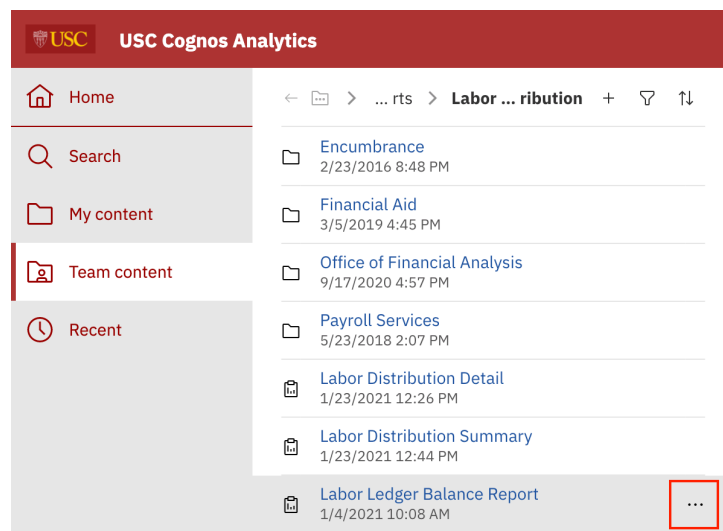 USC USC Cognos Analytics
Home
... rts Labor ... ribution
Search
My content
Team content
Recent
Encumbrance
2/23/2016 8:48 PM
Financial Aid
3/5/2019 4:45 PM
Office of Financial Analysis
9/17/2020 4:57 PM
Payroll Services
5/23/2018 2:07 PM
Labor Distribution Detail
1/23/2021 12:26 PM
Labor Distribution Summary
1/23/2021 12:44 PM
Labor Ledger Balance Report
1/4/2021 10:08 AM
...